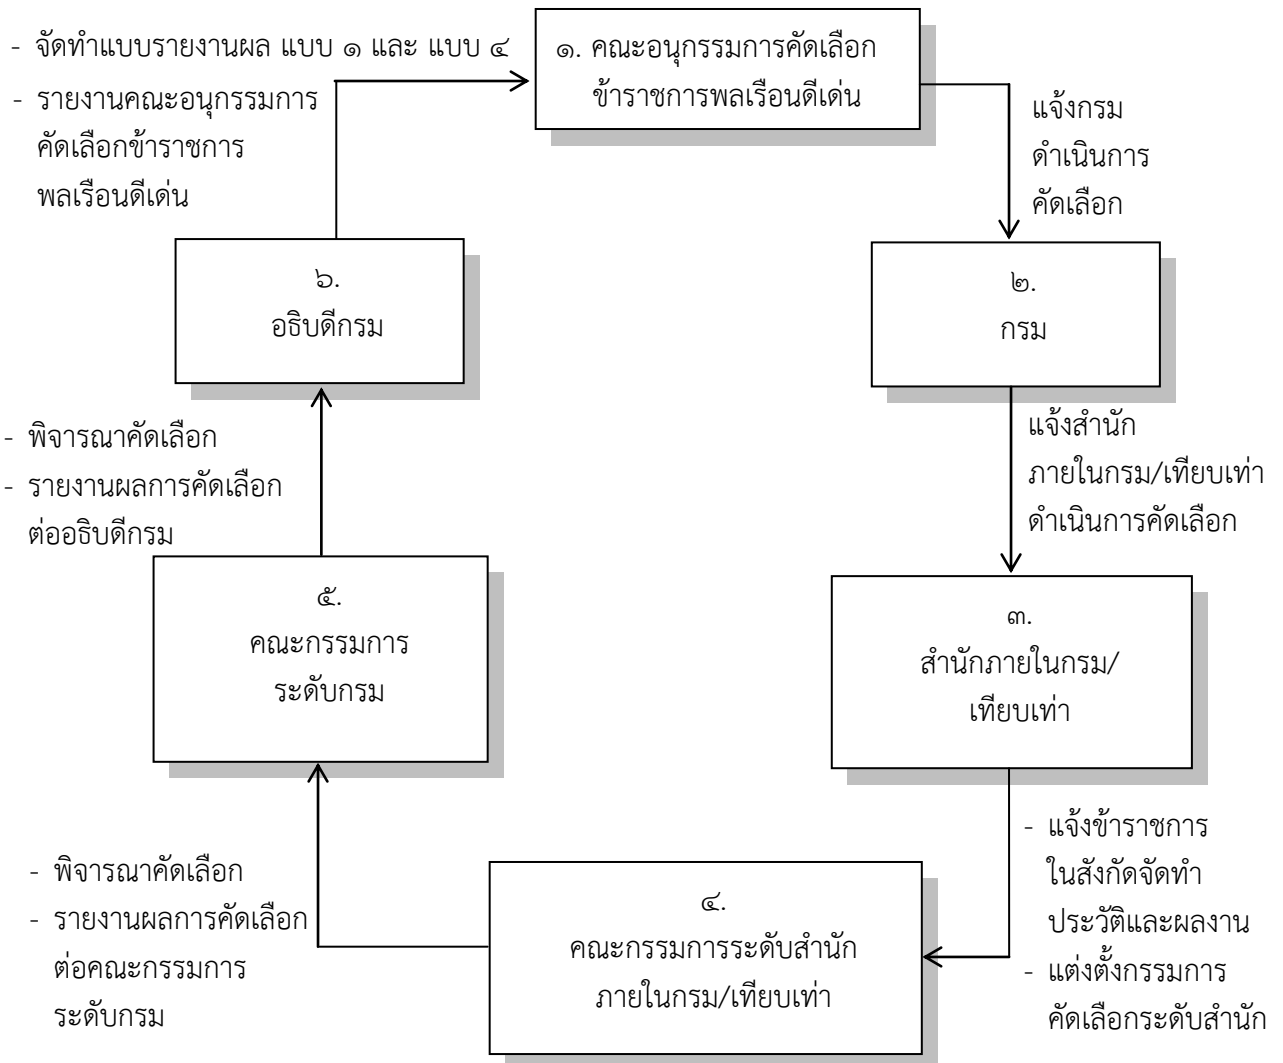 - จัดทำแบบรายงานผล แบบ ๑ และ แบบ ๔
- รายงานคณะอนุกรรมการ
คัดเลือกข้าราชการ
พลเรือนดีเด่น
๑. คณะอนุกรรมการคัดเลือก
ข้าราชการพลเรือนดีเด่น
แจ้งกรม
ดำเนินการ
คัดเลือก
๒.
กรม
แจ้งสำนัก
ภายในกรม/เทียบเท่า
ดำเนินการคัดเลือก
๓.
สำนักภายในกรม/
เทียบเท่า
- แจ้งข้าราชการ
ในสังกัดจัดทำ
ประวัติและผลงาน
- แต่งตั้งกรรมการ
คัดเลือกระดับสำนัก
๔.
คณะกรรมการระดับสำนัก
ภายในกรม/เทียบเท่า
- พิจารณาคัดเลือก
- รายงานผลการคัดเลือก
ต่อคณะกรรมการ
ระดับกรม
๕.
คณะกรรมการ
ระดับกรม
- พิจารณาคัดเลือก
- รายงานผลการคัดเลือก
ต่ออธิบดีกรม
๖.
อธิบดีกรม